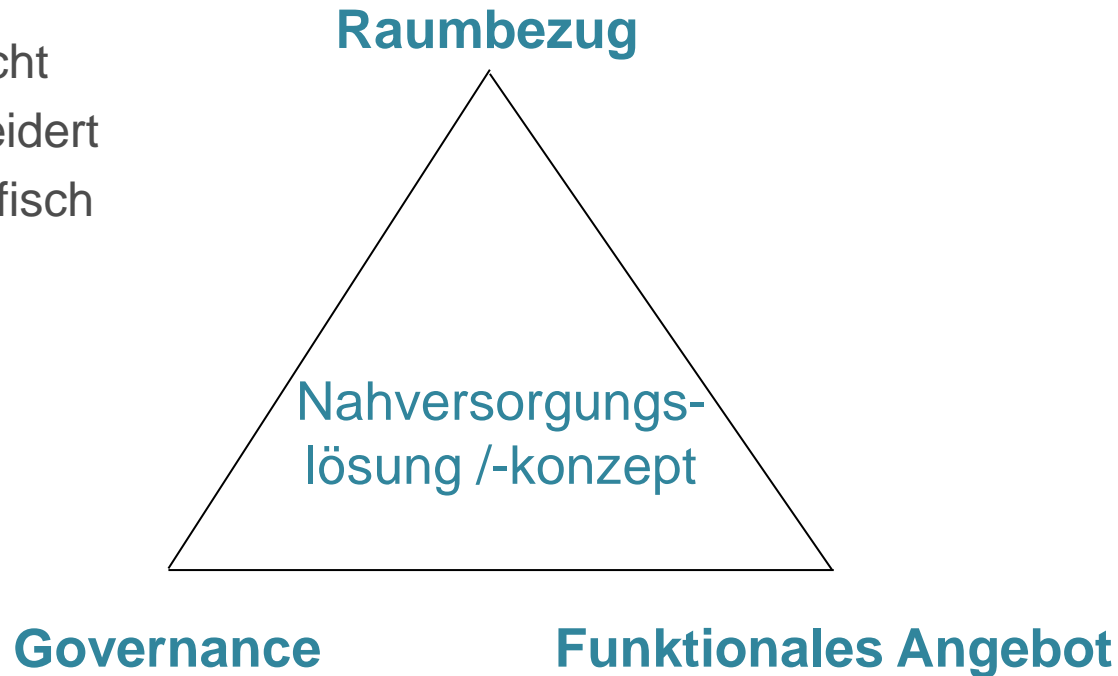 Raumbezug
cht
eidert
fisch
Nahversorgungs-
lösung /-konzept
Governance
Funktionales Angebot